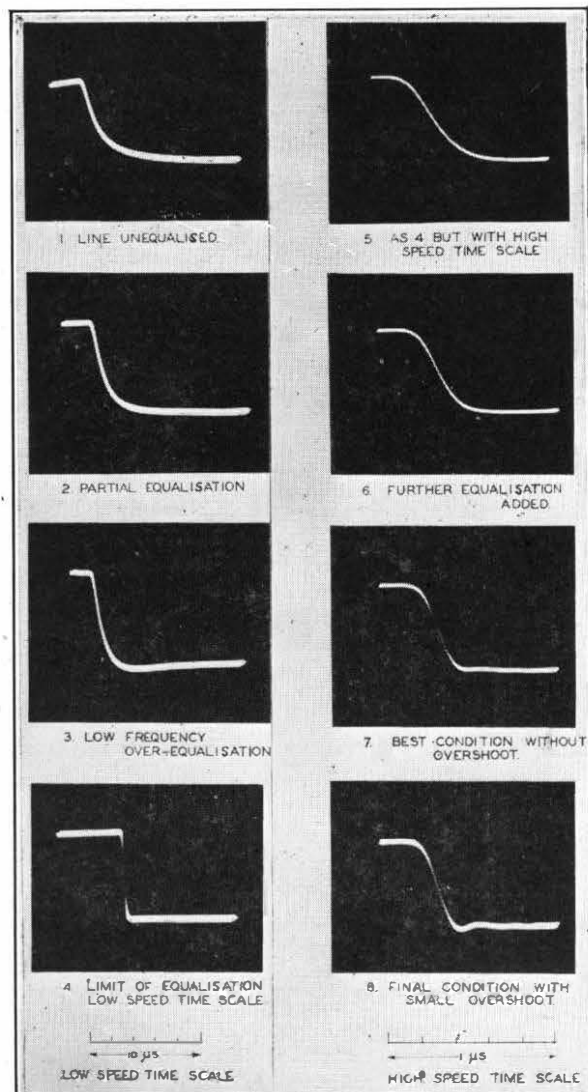 1. LINE UNEQUALISED.
2. PARTIAL EQUALISATION
3. LOW FREQUENCY
OVER-EQUALISATION
4. LIMIT OF EQUALISATION
LOW SPEED TIME SCALE.
10 µS
LOW SPEED TIME SCALE
5. AS 4 BUT WITH HIGH
SPEED TIME SCALE
6. FURTHER EQUALISATION
ADDED.
7. BEST CONDITION WITHOUT
OVERSHOOT.
8. FINAL CONDITION WITH
SMALL OVERSHOOT.
1 µS
HIGH SPEED TIME SCALE